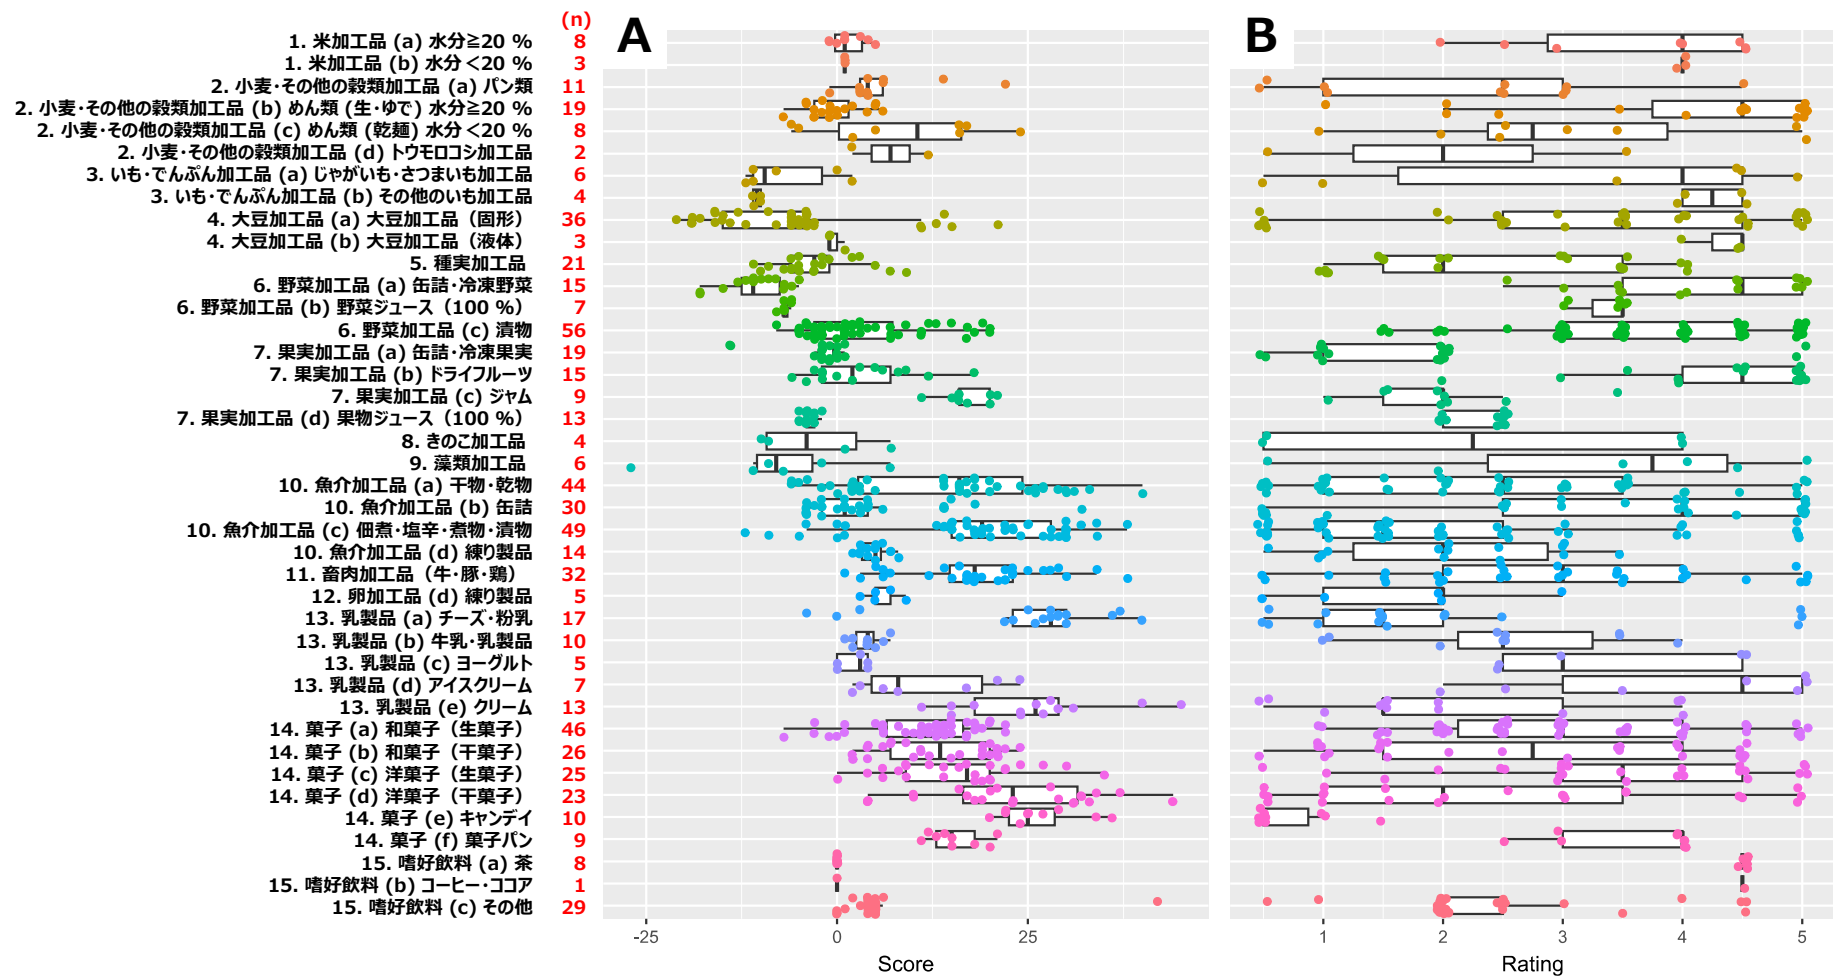 (n)
A
B
1. 米加工品 (a) 水分≧20 % 8
1. 米加工品 (b) 水分<20 % 3
2. 小麦・その他の穀類加工品 (a) パン類 11
2. 小麦・その他の穀類加工品 (b) めん類 (生・ゆで) 水分≧20 % 19
2. 小麦・その他の穀類加工品 (c) めん類 (乾麺) 水分<20 % 8
2. 小麦・その他の穀類加工品 (d) トウモロコシ加工品 2
3. いも・でんぷん加工品 (a) じゃがいも・さつまいも加工品 6
3. いも・でんぷん加工品 (b) その他のいも加工品 4
4. 大豆加工品 (a) 大豆加工品（固形） 36
4. 大豆加工品 (b) 大豆加工品（液体） 3
5. 種実加工品 21
6. 野菜加工品 (a) 缶詰・冷凍野菜 15
6. 野菜加工品 (b) 野菜ジュース（100 %） 7
6. 野菜加工品 (c) 漬物 56
7. 果実加工品 (a) 缶詰・冷凍果実 19
7. 果実加工品 (b) ドライフルーツ 15
7. 果実加工品 (c) ジャム 9
7. 果実加工品 (d) 果物ジュース（100 %） 13
8. きのこ加工品 4
9. 藻類加工品 6
10. 魚介加工品 (a) 干物・乾物 44
10. 魚介加工品 (b) 缶詰 30
10. 魚介加工品 (c) 佃煮・塩辛・煮物・漬物 49
10. 魚介加工品 (d) 練り製品 14
11. 畜肉加工品（牛・豚・鶏） 32
12. 卵加工品 (d) 練り製品 5
13. 乳製品 (a) チーズ・粉乳 17
13. 乳製品 (b) 牛乳・乳製品 10
13. 乳製品 (c) ヨーグルト 5
13. 乳製品 (d) アイスクリーム 7
13. 乳製品 (e) クリーム 13
14. 菓子 (a) 和菓子（生菓子） 46
14. 菓子 (b) 和菓子（干菓子） 26
14. 菓子 (c) 洋菓子（生菓子） 25
14. 菓子 (d) 洋菓子（干菓子） 23
14. 菓子 (e) キャンデイ 10
14. 菓子 (f) 菓子パン 9
15. 嗜好飲料 (a) 茶 8
15. 嗜好飲料 (b) コーヒー・ココア 1
15. 嗜好飲料 (c) その他 29
-25 0 25
Score
1 2 3 4 5
Rating